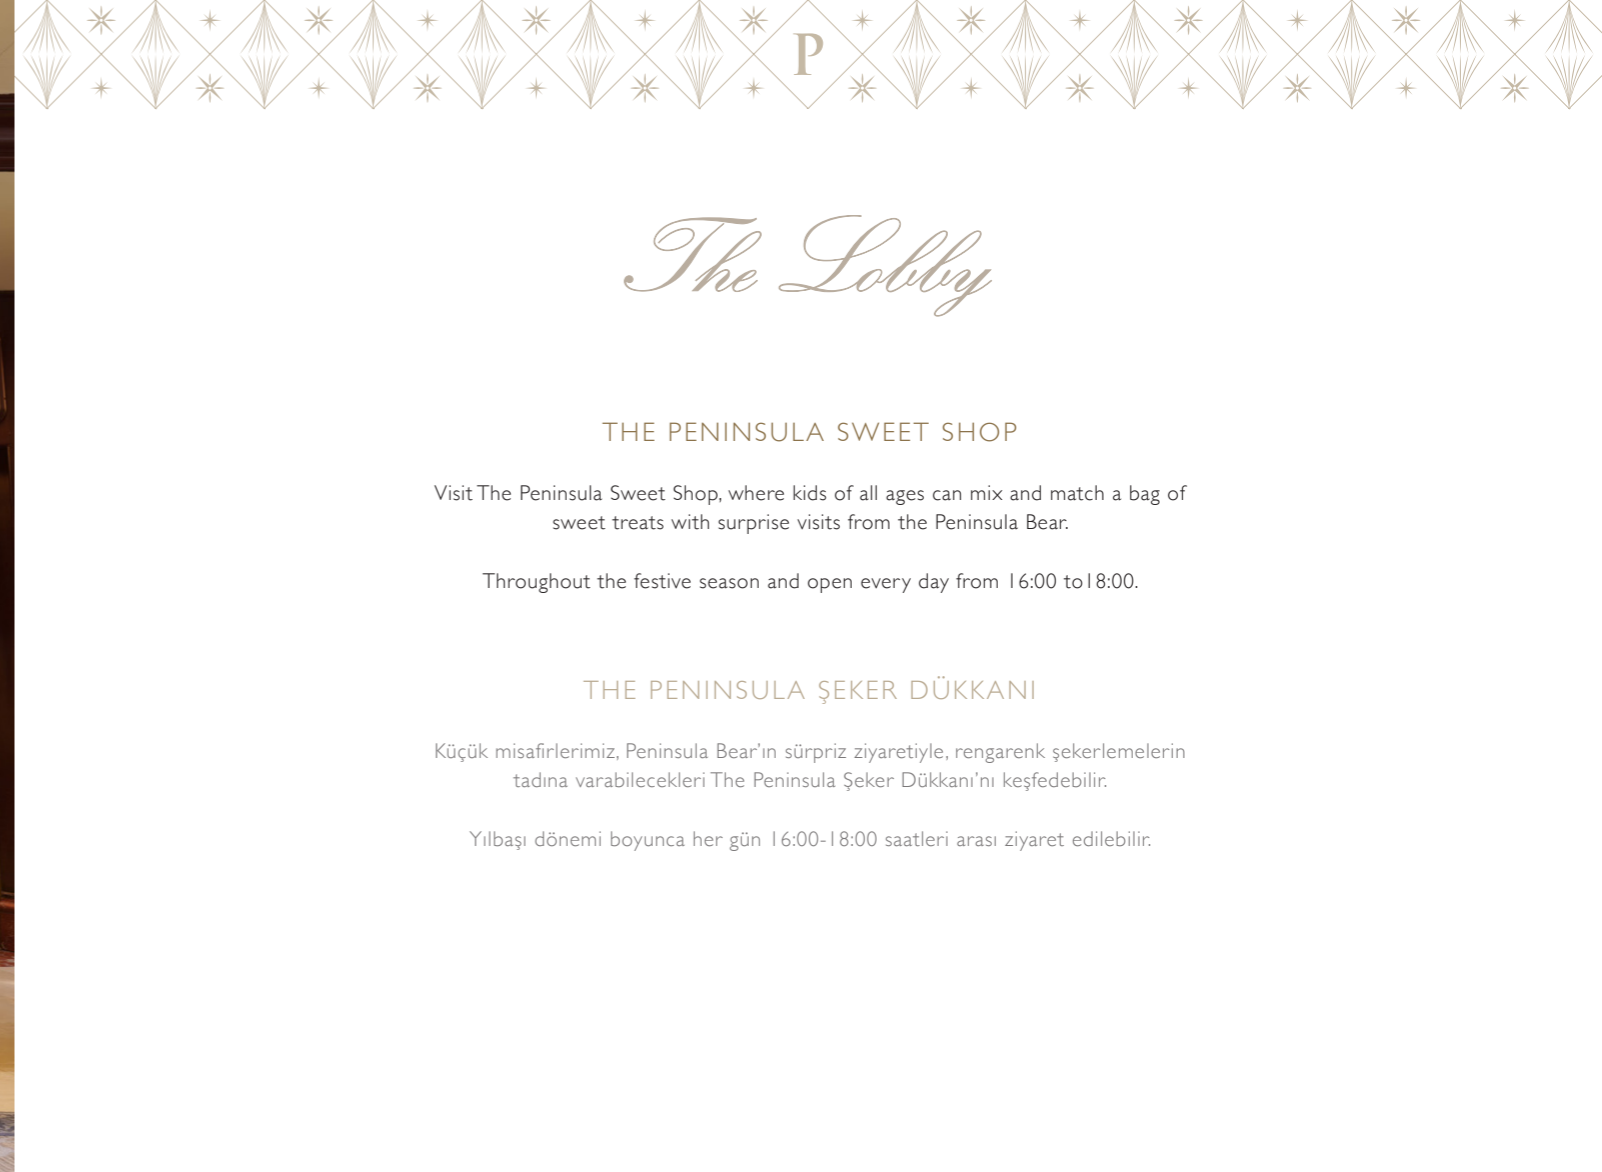 P
The Lobby
THE PENINSULA SWEET SHOP
Visit The Peninsula Sweet Shop, where kids of all ages can mix and match a bag of
sweet treats with surprise visits from the Peninsula Bear.
Throughout the festive season and open every day from 16:00 to18:00.
THE PENINSULA ŞEKER DÜKKANI
Küçük misafirlerimiz, Peninsula Bear'ın sürpriz ziyaretiyle, rengarenk şekerlemelerin
tadına varabilecekleri The Peninsula Şeker Dükkanı'nı keşfedebilir.
Yılbaşı dönemi boyunca her gün 16:00-18:00 saatleri arası ziyaret edilebilir.